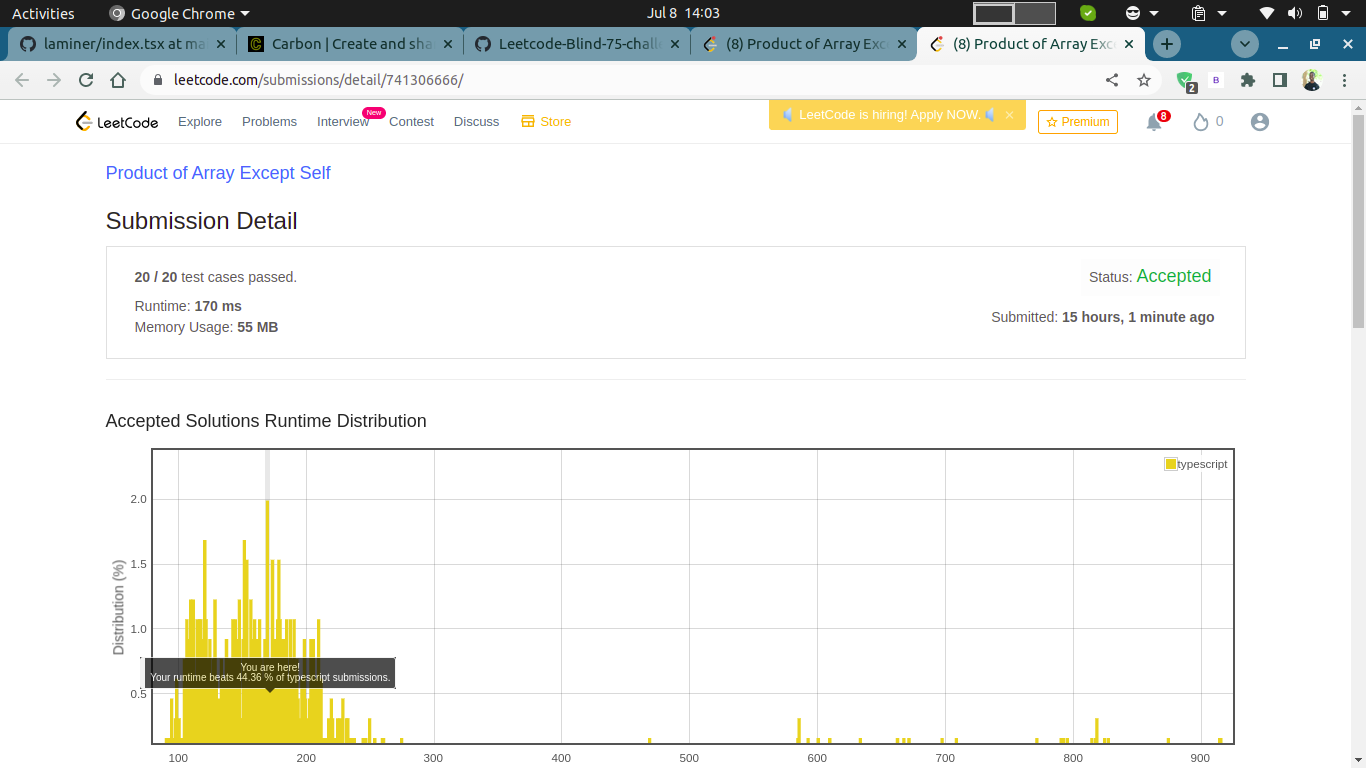 Activities
Google Chrome
Jul 8 14:03
laminer/index.tsx at ma
Carbon | Create and sha
Leetcode-Blind-75-chall
(8) Product of Array Exc
(8) Product of Array Exc
leetcode.com/submissions/detail/741306666/
2
B
LeetCode
Explore
Problems
Interview
New
Contest
Discuss
Store
LeetCode is hiring! Apply NOW.
×
Premium
8
0
Product of Array Except Self
Submission Detail
20 / 20 test cases passed.
Status: Accepted
Runtime: 170 ms
Memory Usage: 55 MB
Submitted: 15 hours, 1 minute ago
Accepted Solutions Runtime Distribution
typescript
2.0
1.5
1.0
0.5
Distribution (%)
You are here!
Your runtime beats 44.36 % of typescript submissions.
100
200
300
400
500
600
700
800
900